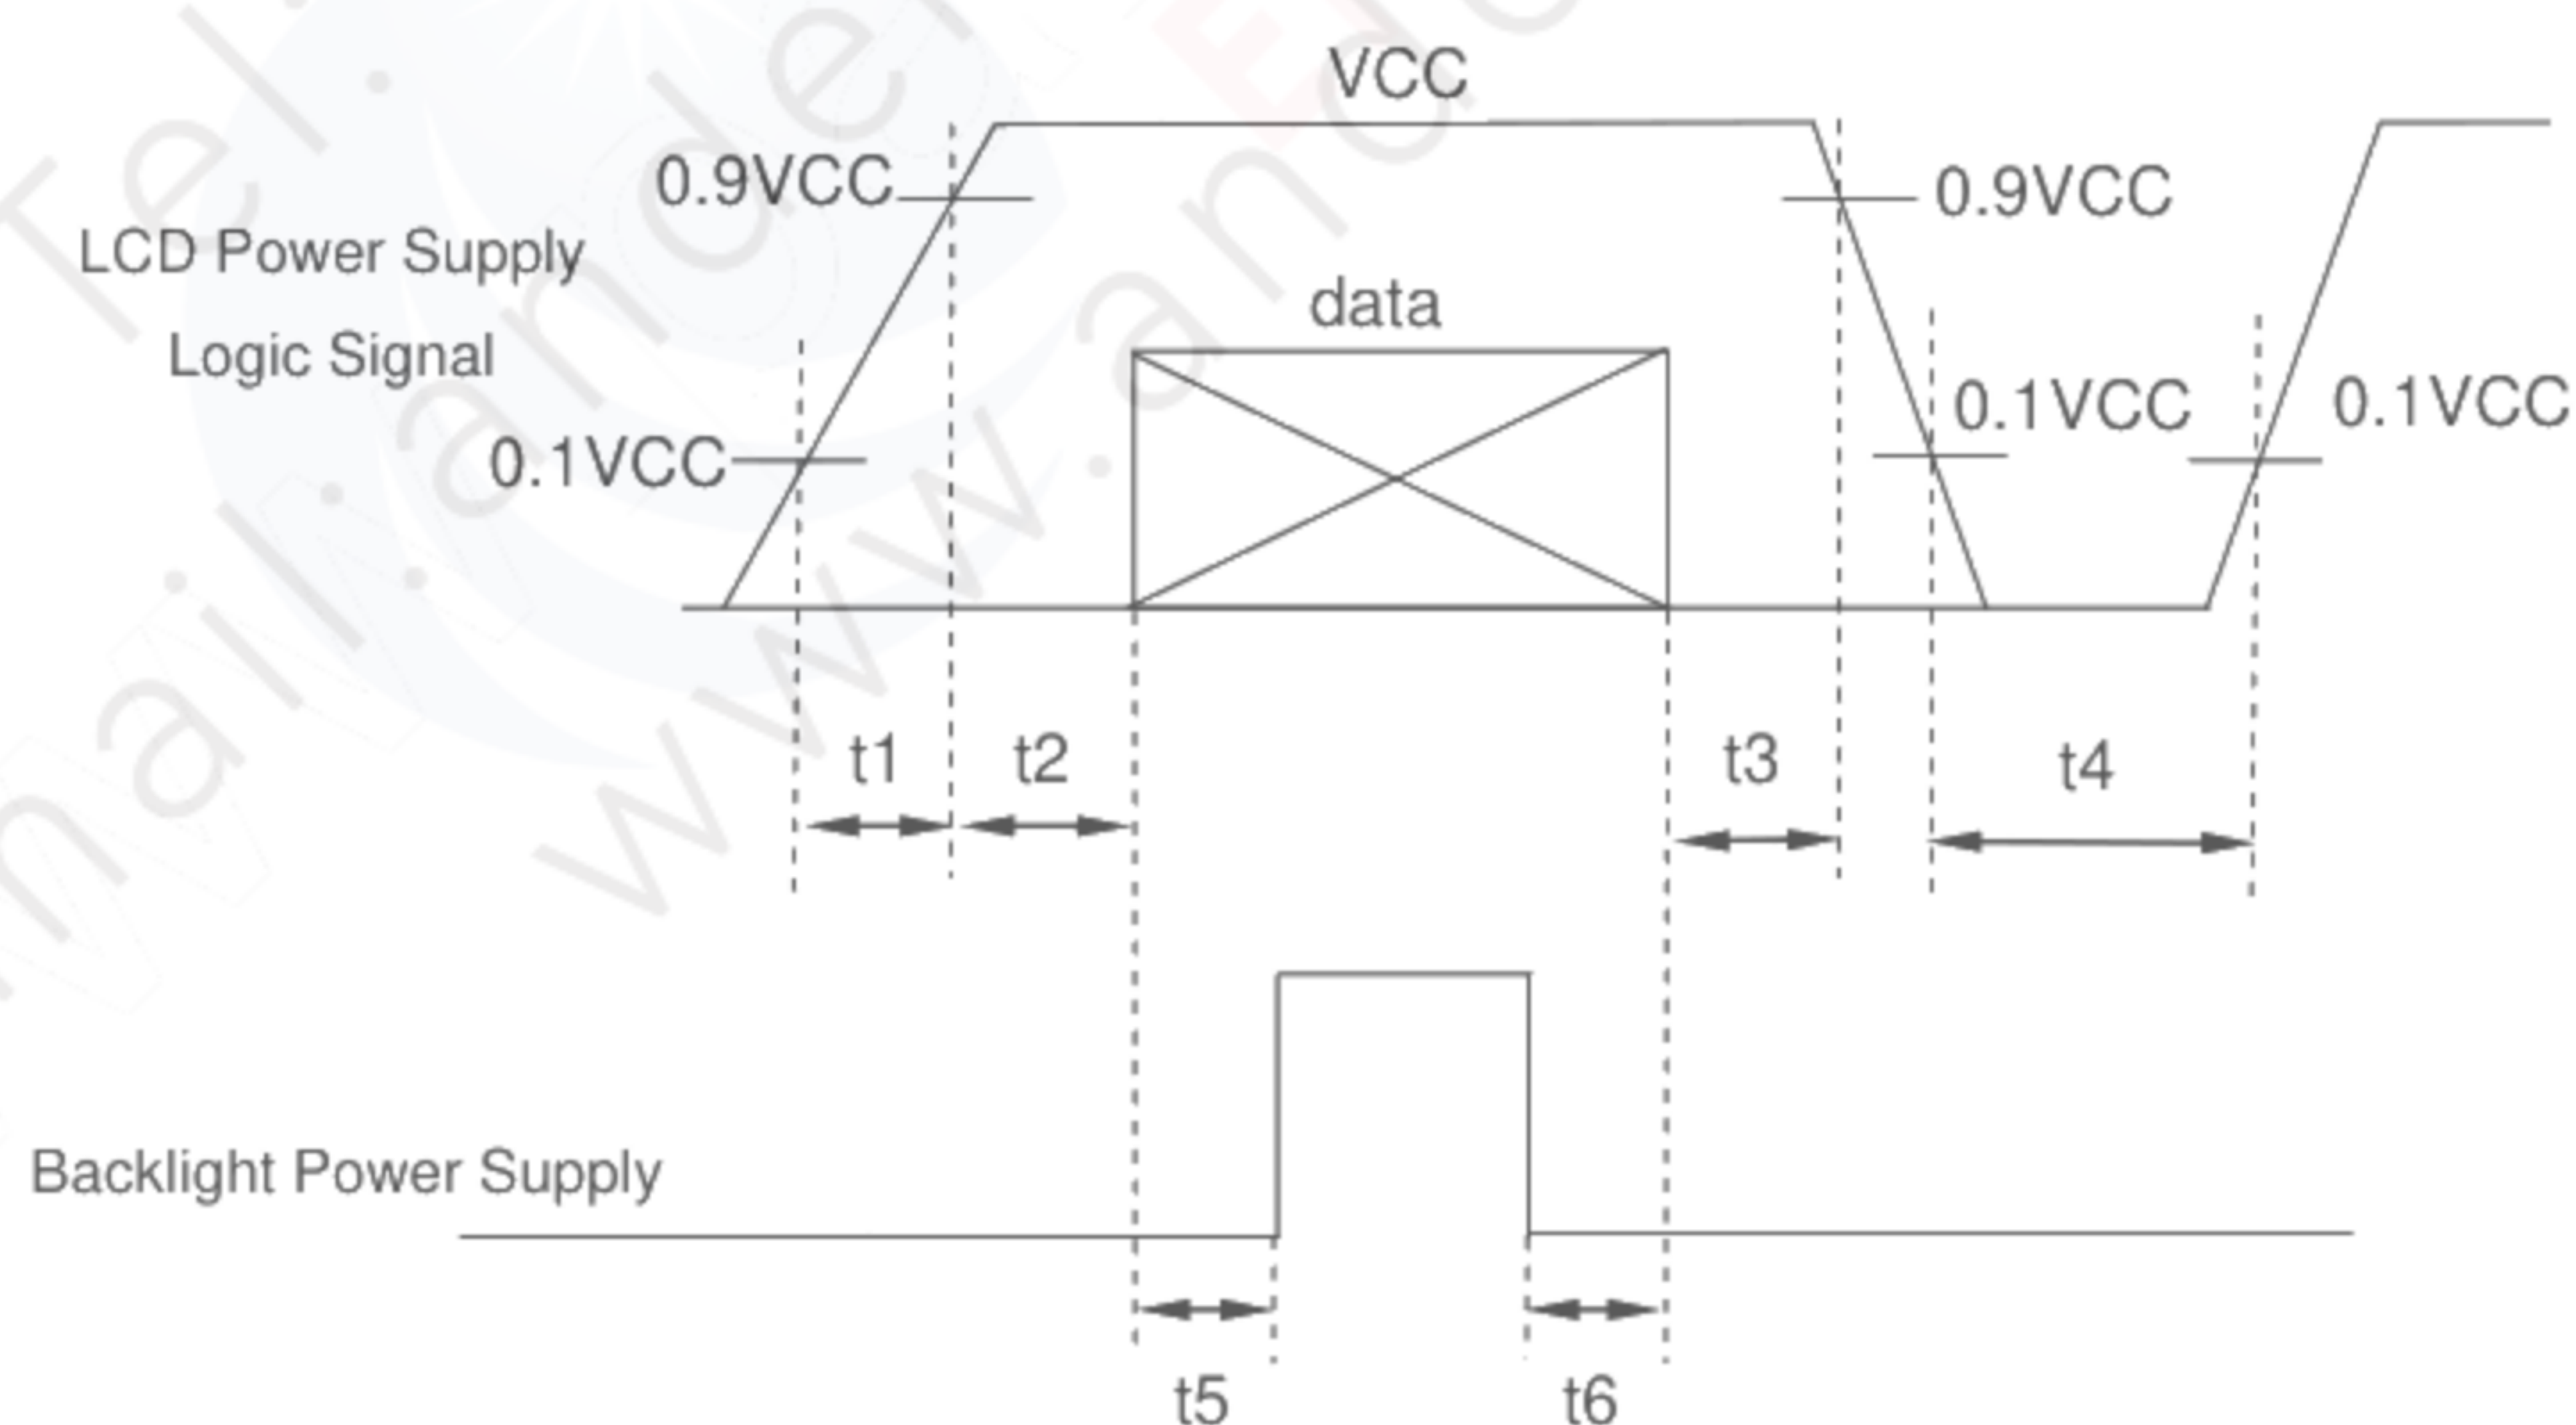 VCC
0.9VCC
0.9VCC
LCD Power Supply
data
Logic Signal
0.1VCC
0.1VCC
0.1VCC
t1
t2
t3
t4
Backlight Power Supply
t5
t6
Tel: